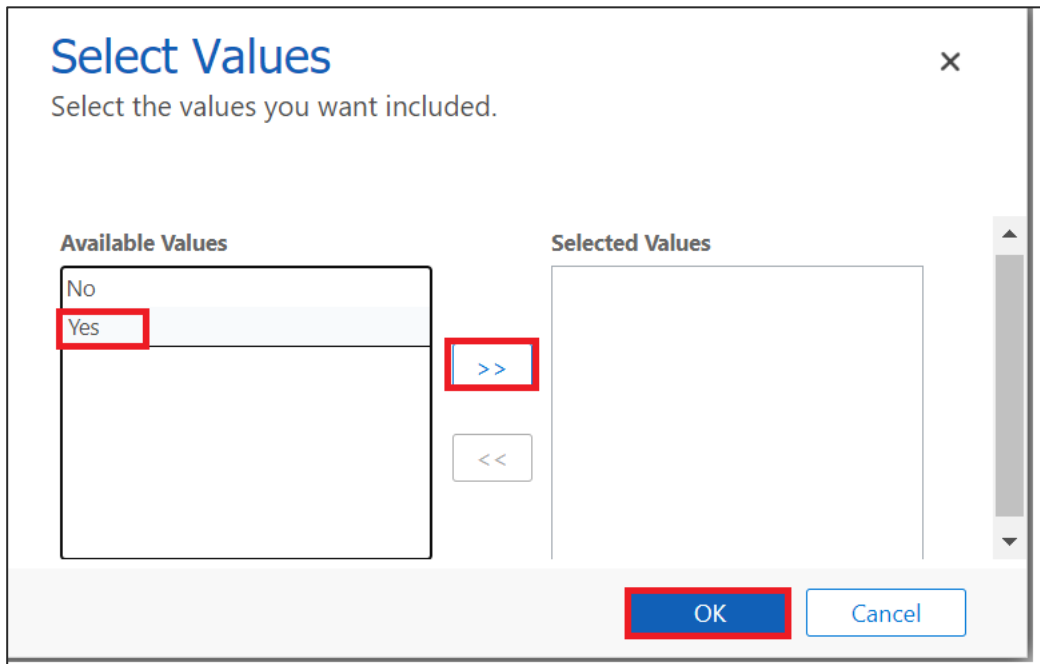 Select Values
×
Select the values you want included.
Available Values
Selected Values
No
Yes
>>
<<
OK
Cancel